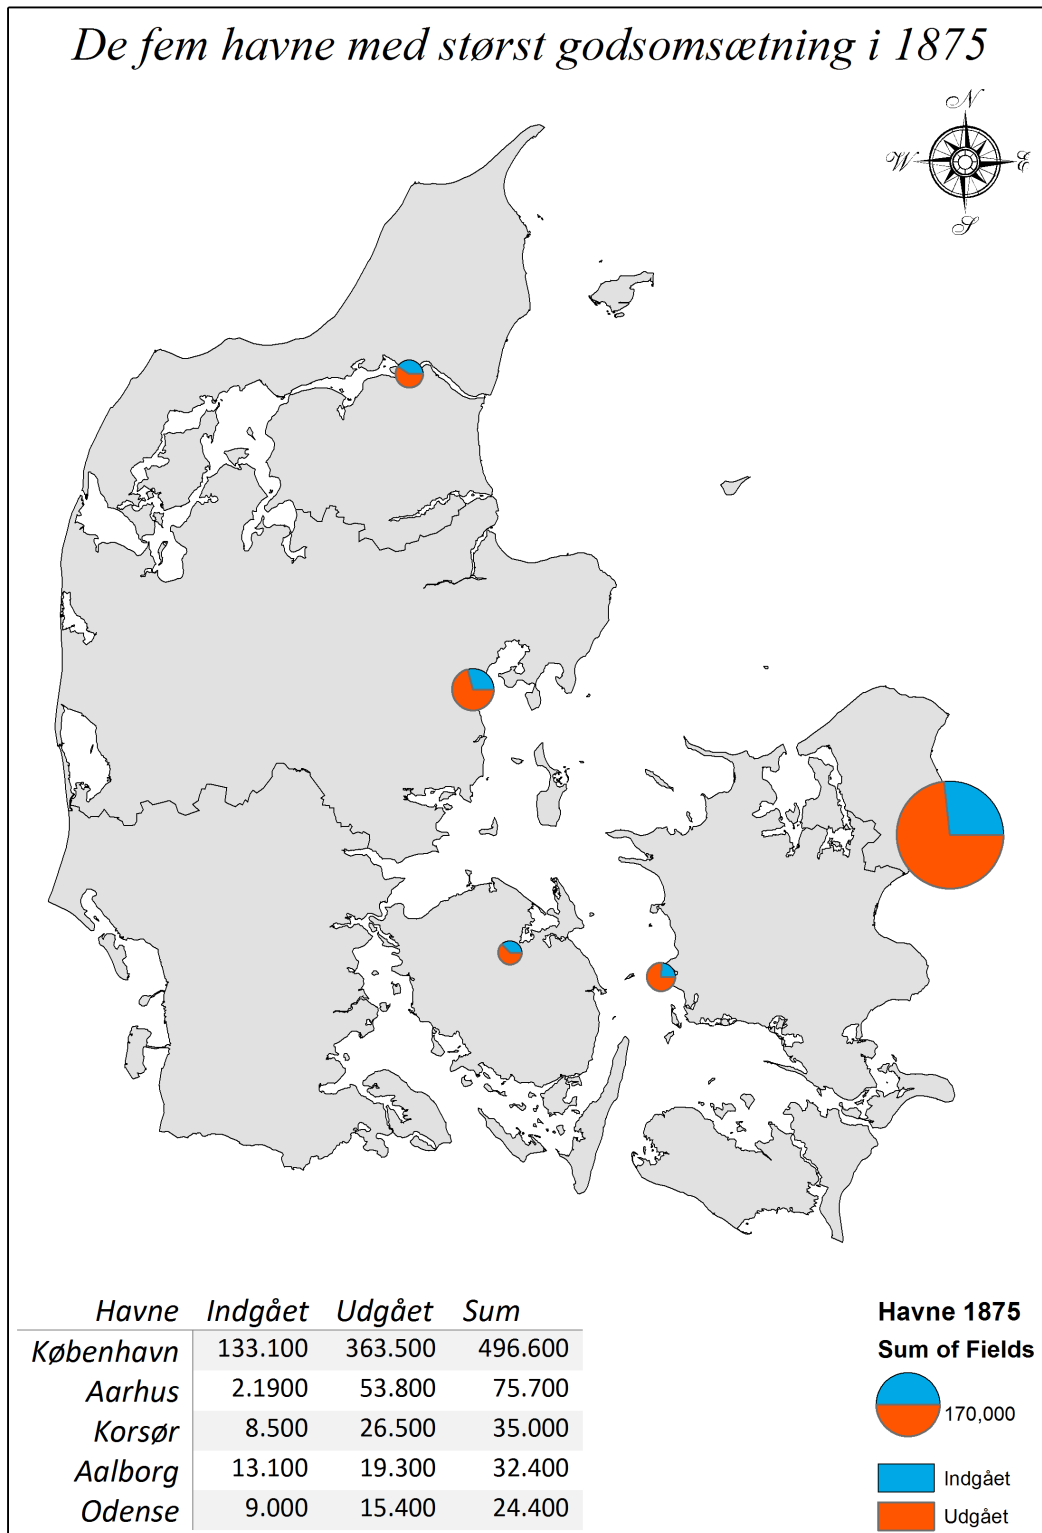 De fem havne med størst godsomsætning i 1875
N
W E
S
Havne Indgået Udgået Sum
København 133.100 363.500 496.600
Aarhus 2.1900 53.800 75.700
Korsør 8.500 26.500 35.000
Aalborg 13.100 19.300 32.400
Odense 9.000 15.400 24.400
Havne 1875
Sum of Fields
170,000
Indgået
Udgået